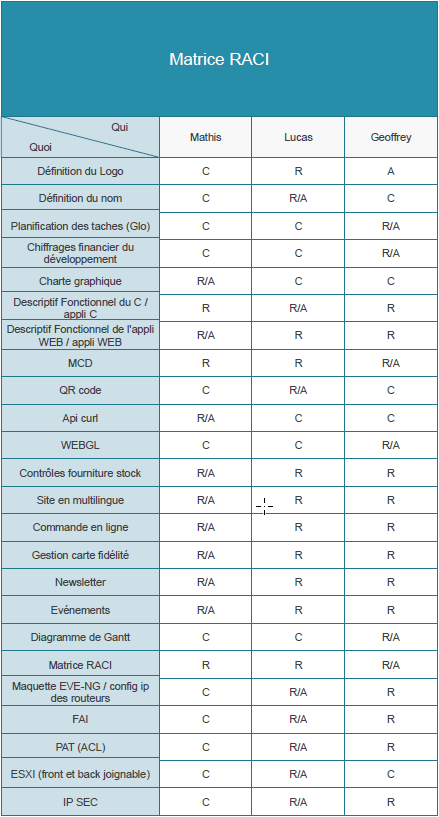 Matrice RACI
Qui
Quoi
Mathis Lucas Geoffrey
Définition du Logo C R A
Définition du nom C R/A C
Planification des taches (Glo) C C R/A
Chiffrages financier du
développement C C R/A
Charte graphique R/A C C
Descriptif Fonctionnel du C /
appli C R R/A R
Descriptif Fonctionnel de l'appli
WEB / appli WEB R/A R R
MCD R R R/A
QR code C R/A C
Api curl R/A C C
WEBGL C C R/A
Contrôles fourniture stock R/A R R
Site en multilingue R/A R R
Commande en ligne R/A R R
Gestion carte fidélité R/A R R
Newsletter R/A R R
Evénements R/A R R
Diagramme de Gantt C C R/A
Matrice RACI R R R/A
Maquette EVE-NG / config ip
des routeurs C R/A R
FAI C R/A R
PAT (ACL) C R/A R
ESXI (front et back joignable) C R/A C
IP SEC C R/A R